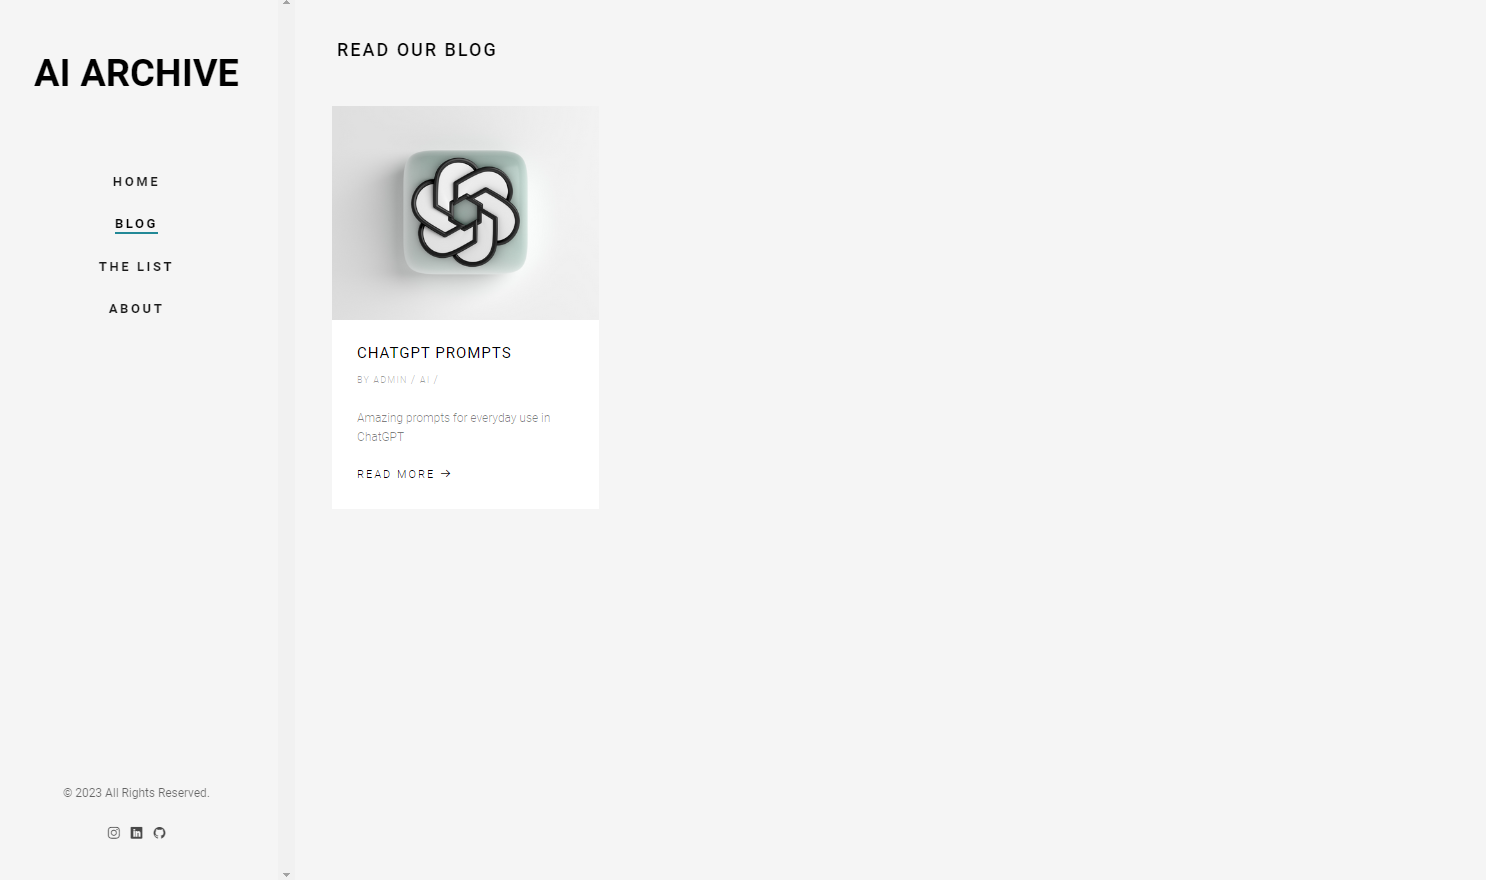 AI ARCHIVE
HOME
BLOG
THE LIST
ABOUT
© 2023 All Rights Reserved.
READ OUR BLOG
CHATGPT PROMPTS
BY ADMIN / AI /
Amazing prompts for everyday use in
ChatGPT
READ MORE →